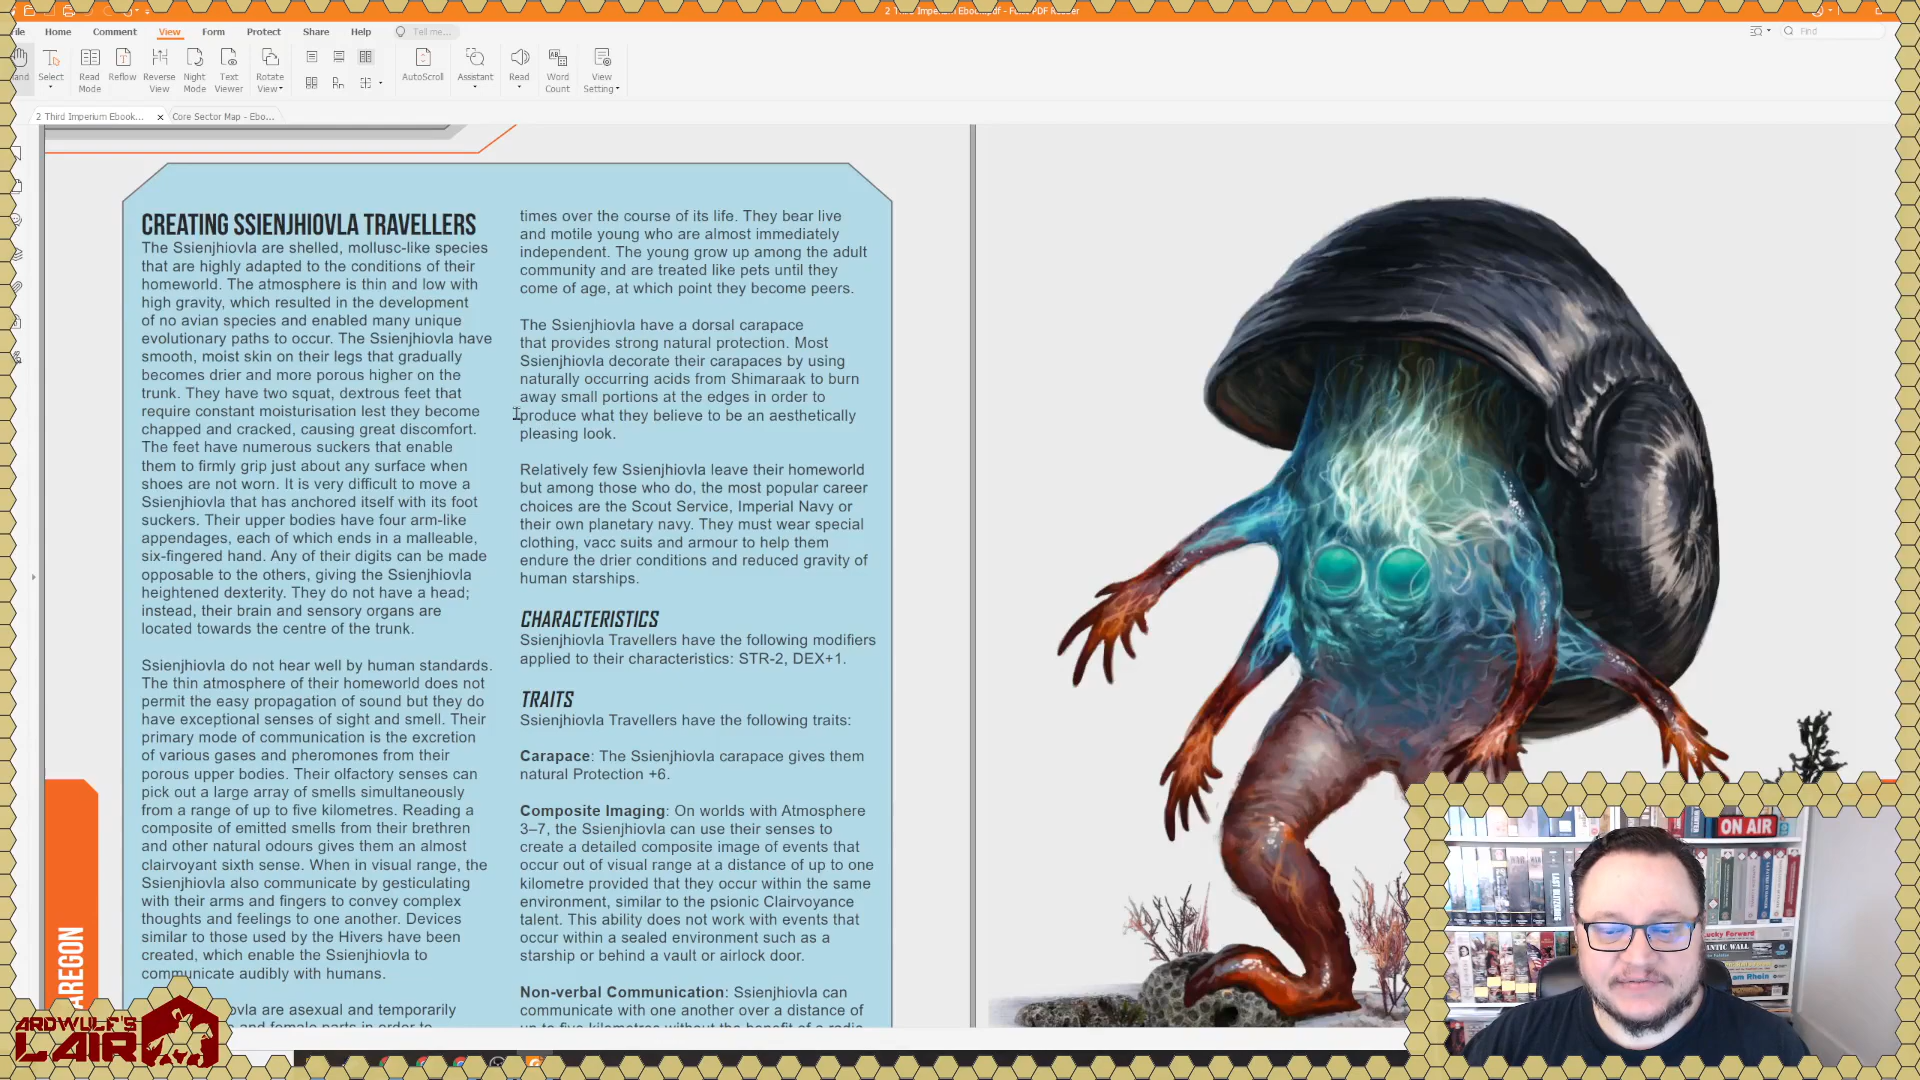 2 Third Imperium Ebook.pdf - Foxit PDF Reader
Home Comment View Form Protect Share Help Tell me...
Find
Select
Read Mode
Reflow
Reverse View
Night Mode
Text Viewer
Rotate View
AutoScroll
Assistant
Read
Word Count
View Setting
2 Third Imperium Ebook... Core Sector Map - Ebo...
CREATING SSIENJHIOVLA TRAVELLERS
The Ssienjhiovla are shelled, mollusc-like species
that are highly adapted to the conditions of their
homeworld. The atmosphere is thin and low with
high gravity, which resulted in the development
of no avian species and enabled many unique
evolutionary paths to occur. The Ssienjhiovla have
smooth, moist skin on their legs that gradually
becomes drier and more porous higher on the
trunk. They have two squat, dextrous feet that
require constant moisturisation lest they become
chapped and cracked, causing great discomfort.
The feet have numerous suckers that enable
them to firmly grip just about any surface when
shoes are not worn. It is very difficult to move a
Ssienjhiovla that has anchored itself with its foot
suckers. Their upper bodies have four arm-like
appendages, each of which ends in a malleable,
six-fingered hand. Any of their digits can be made
opposable to the others, giving the Ssienjhiovla
heightened dexterity. They do not have a head;
instead, their brain and sensory organs are
located towards the centre of the trunk.
Ssienjhiovla do not hear well by human standards.
The thin atmosphere of their homeworld does not
permit the easy propagation of sound but they do
have exceptional senses of sight and smell. Their
primary mode of communication is the excretion
of various gases and pheromones from their
porous upper bodies. Their olfactory senses can
pick out a large array of smells simultaneously
from a range of up to five kilometres. Reading a
composite of emitted smells from their brethren
and other natural odours gives them an almost
clairvoyant sixth sense. When in visual range, the
Ssienjhiovla also communicate by gesticulating
with their arms and fingers to convey complex
thoughts and feelings to one another. Devices
similar to those used by the Hivers have been
created, which enable the Ssienjhiovla to
communicate audibly with humans.
ovla are asexual and temporarily
and female parts in order to
times over the course of its life. They bear live
and motile young who are almost immediately
independent. The young grow up among the adult
community and are treated like pets until they
come of age, at which point they become peers.
The Ssienjhiovla have a dorsal carapace
that provides strong natural protection. Most
Ssienjhiovla decorate their carapaces by using
naturally occurring acids from Shimaraak to burn
away small portions at the edges in order to
produce what they believe to be an aesthetically
pleasing look.
Relatively few Ssienjhiovla leave their homeworld
but among those who do, the most popular career
choices are the Scout Service, Imperial Navy or
their own planetary navy. They must wear special
clothing, vacc suits and armour to help them
endure the drier conditions and reduced gravity of
human starships.
CHARACTERISTICS
Ssienjhiovla Travellers have the following modifiers
applied to their characteristics: STR-2, DEX+1.
TRAITS
Ssienjhiovla Travellers have the following traits:
Carapace: The Ssienjhiovla carapace gives them
natural Protection +6.
Composite Imaging: On worlds with Atmosphere
3–7, the Ssienjhiovla can use their senses to
create a detailed composite image of events that
occur out of visual range at a distance of up to one
kilometre provided that they occur within the same
environment, similar to the psionic Clairvoyance
talent. This ability does not work with events that
occur within a sealed environment such as a
starship or behind a vault or airlock door.
Non-verbal Communication: Ssienjhiovla can
communicate with one another over a distance of
up to five kilometres without the benefit of a radio
AREGON
ARDWULF'S
LAIR
ON AIR